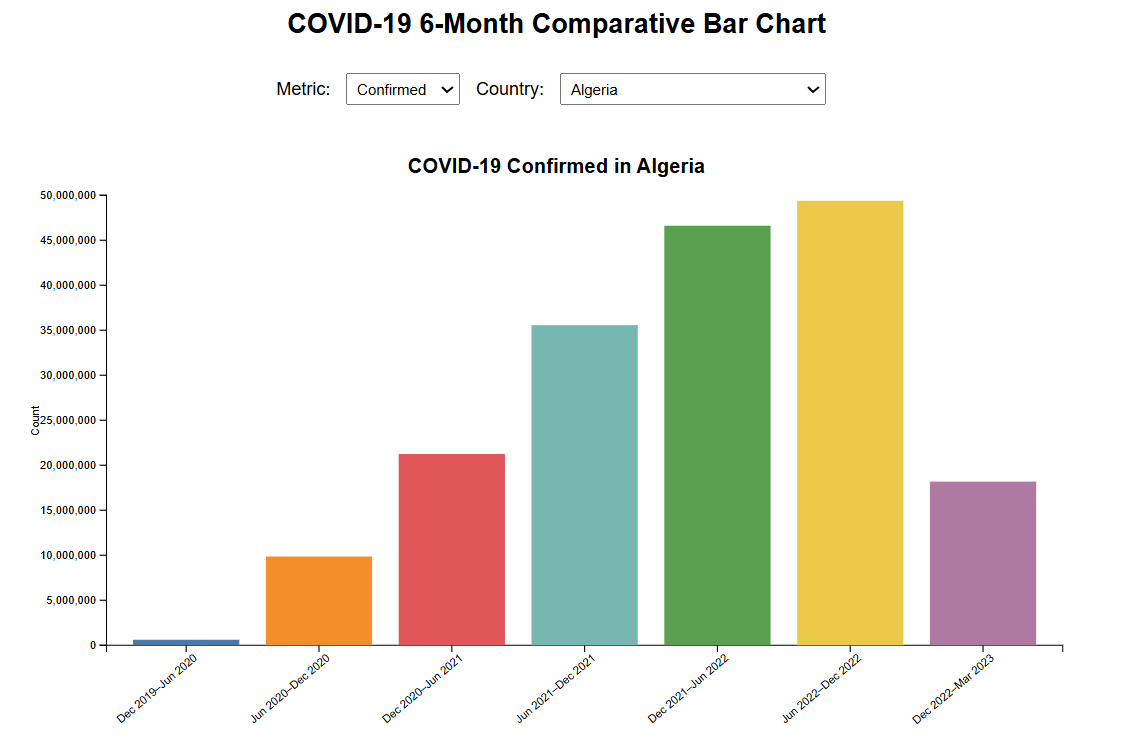 COVID-19 6-Month Comparative Bar Chart
Metric: Confirmed Country: Algeria
COVID-19 Confirmed in Algeria
50,000,000
45,000,000
40,000,000
35,000,000
30,000,000
25,000,000
20,000,000
15,000,000
10,000,000
5,000,000
0
Count
Dec 2019–Jun 2020
Jun 2020–Dec 2020
Dec 2020–Jun 2021
Jun 2021–Dec 2021
Dec 2021–Jun 2022
Jun 2022–Dec 2022
Dec 2022–Mar 2023